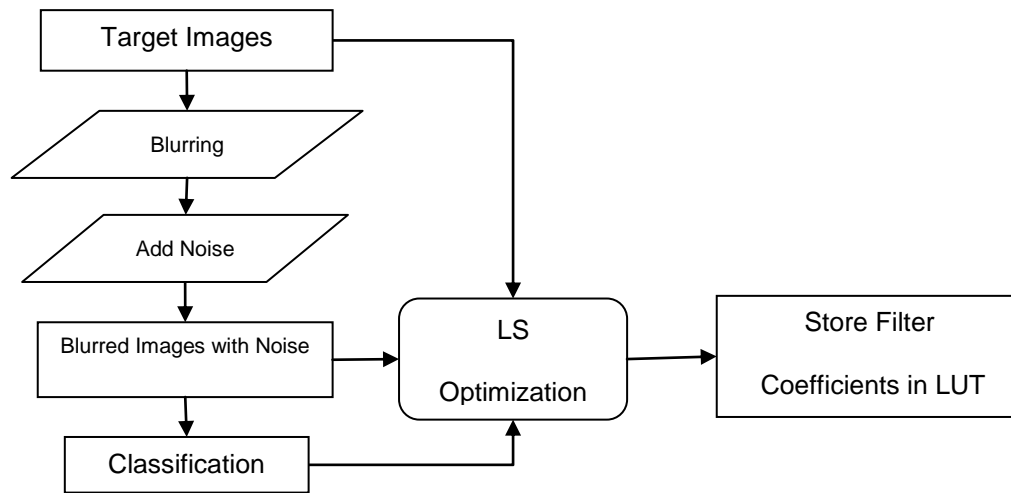 Target Images
Blurring
Add Noise
Blurred Images with Noise
Classification
LS
Optimization
Store Filter
Coefficients in LUT